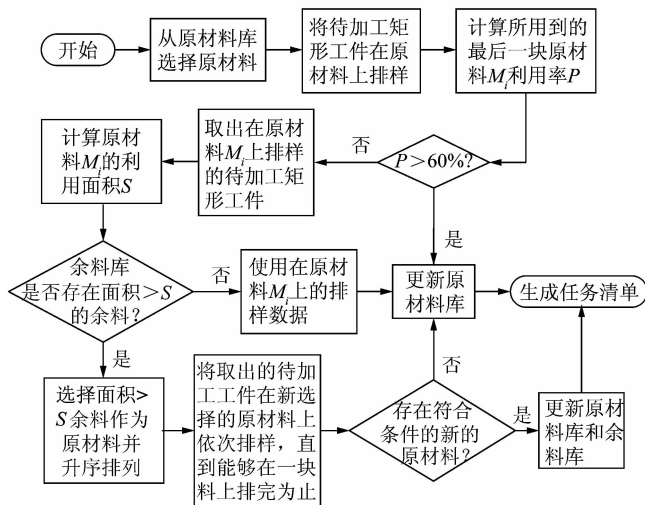 开始
从原材料库
选择原材料
将待加工矩
形工件在原
材料上排样
计算所用到的
最后一块原材
料Mi利用率P
P＞60%?
否
是
取出在原材
料Mi上排样
的待加工矩
形工件
计算原材
料Mi的利
用面积S
余料库
是否存在面积＞S
的余料？
否
是
使用在原材
料Mi上的排
样数据
更新原
材料库
生成任务清单
选择面积>
S余料作为
原材料并
升序排列
将取出的待加
工工件在新选
择的原材料上
依次排样，直
到能够在一块
料上排完为止
存在符合
条件的新的
原材料？
否
是
更新原材
料库和余
料库